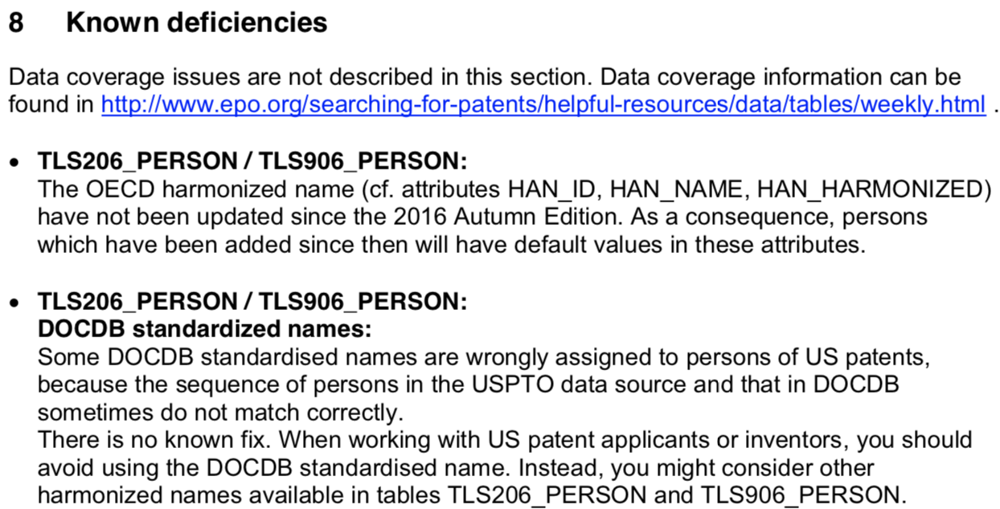 8 Known deficiencies
Data coverage issues are not described in this section. Data coverage information can be
found in http://www.epo.org/searching-for-patents/helpful-resources/data/tables/weekly.html .
• TLS206_PERSON / TLS906_PERSON:
The OECD harmonized name (cf. attributes HAN_ID, HAN_NAME, HAN_HARMONIZED)
have not been updated since the 2016 Autumn Edition. As a consequence, persons
which have been added since then will have default values in these attributes.
• TLS206_PERSON / TLS906_PERSON:
DOCDB standardized names:
Some DOCDB standardised names are wrongly assigned to persons of US patents,
because the sequence of persons in the USPTO data source and that in DOCDB
sometimes do not match correctly.
There is no known fix. When working with US patent applicants or inventors, you should
avoid using the DOCDB standardised name. Instead, you might consider other
harmonized names available in tables TLS206_PERSON and TLS906_PERSON.